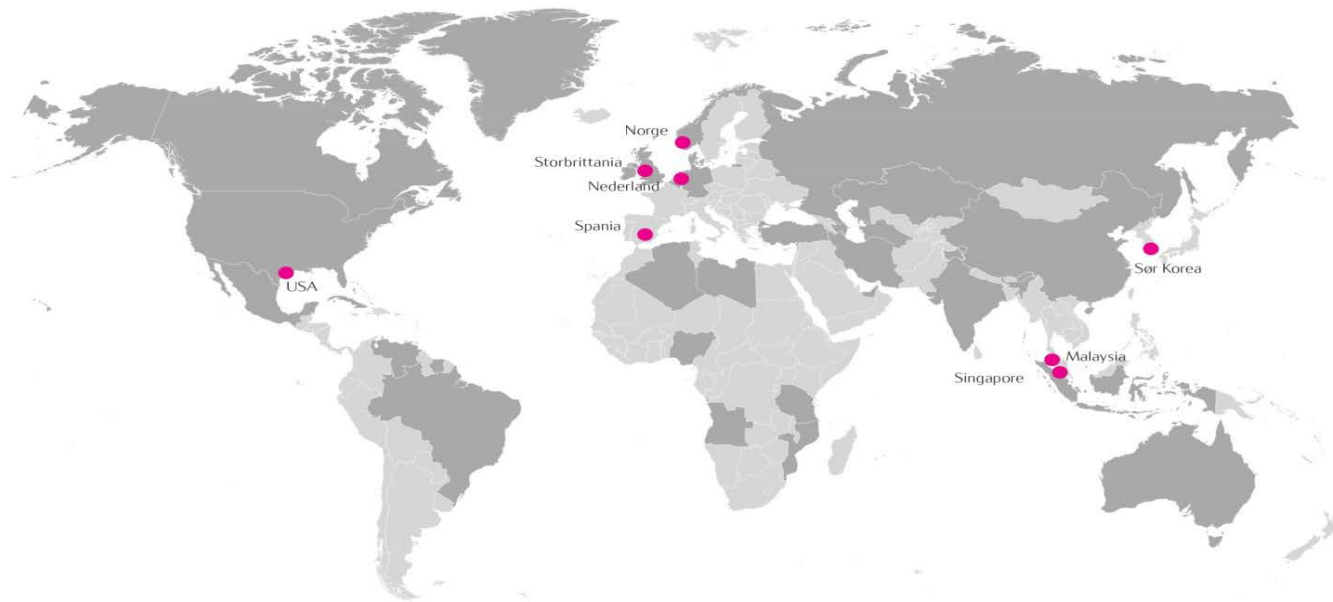 Norge
Storbrittania
Nederland
Spania
USA
Sør Korea
Malaysia
Singapore